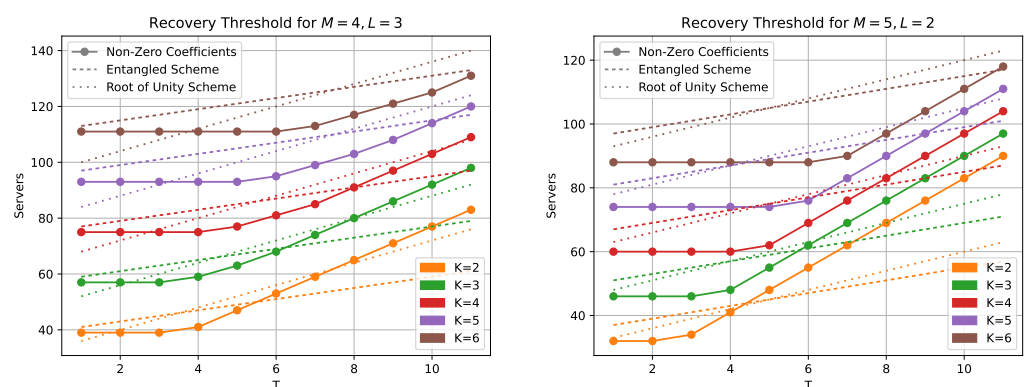 Recovery Threshold for M = 4, L = 3
Servers
140
120
100
80
60
40
2
4
6
8
10
T
Non-Zero Coefficients
Entangled Scheme
Root of Unity Scheme
K=2
K=3
K=4
K=5
K=6
Recovery Threshold for M = 5, L = 2
Servers
120
100
80
60
40
2
4
6
8
10
T
Non-Zero Coefficients
Entangled Scheme
Root of Unity Scheme
K=2
K=3
K=4
K=5
K=6